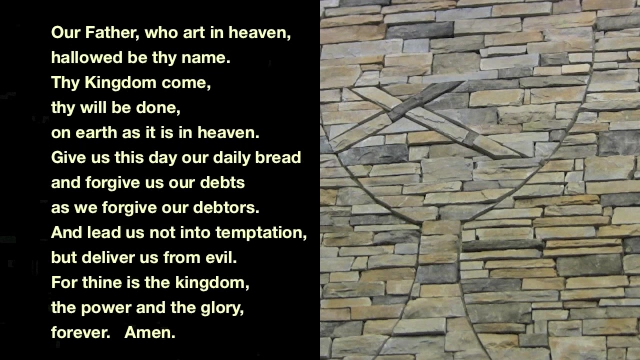 Our Father, who art in heaven,
hallowed be thy name.
Thy Kingdom come,
thy will be done,
on earth as it is in heaven.
Give us this day our daily bread
and forgive us our debts
as we forgive our debtors.
And lead us not into temptation,
but deliver us from evil.
For thine is the kingdom,
the power and the glory,
forever.   Amen.